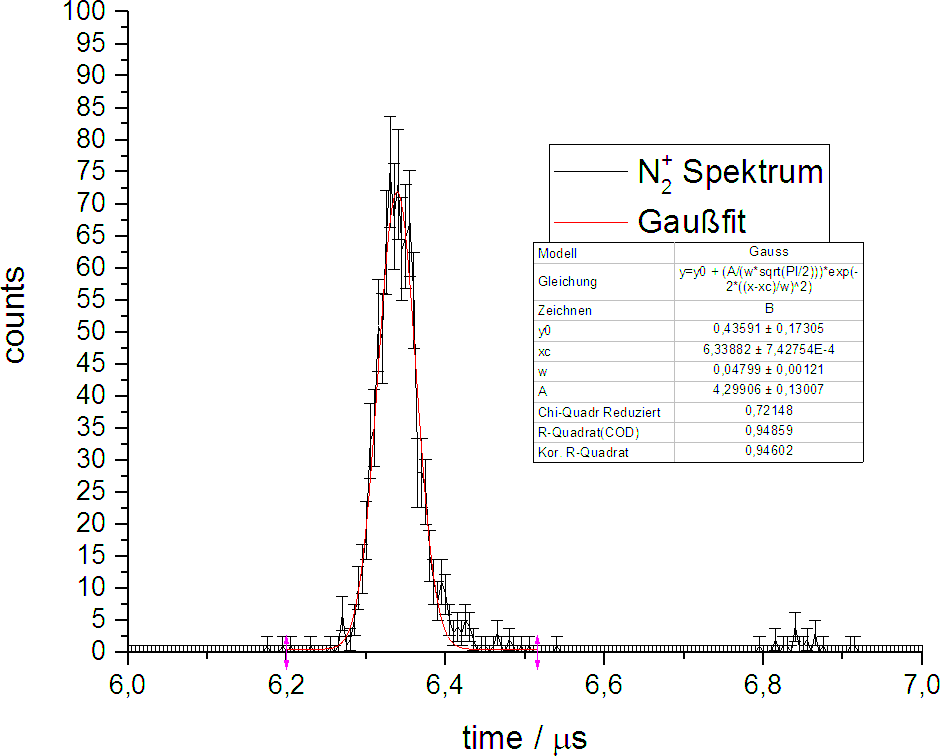 100
95
90
85
80
75
70
65
60
55
50
45
40
35
30
25
20
15
10
5
0
counts
6,0 6,2 6,4 6,6 6,8 7,0
time / µs
N₂⁺ Spektrum
Gaußfit
Modell Gauss
Gleichung y=y0 + (A/(w*sqrt(PI/2)))*exp(-
2*((x-xc)/w)^2)
Zeichnen B
y0 0,43591 ± 0,17305
xc 6,33882 ± 7,42754E-4
w 0,04799 ± 0,00121
A 4,29906 ± 0,13007
Chi-Quadr Reduziert 0,72148
R-Quadrat(COD) 0,94859
Kor. R-Quadrat 0,94602